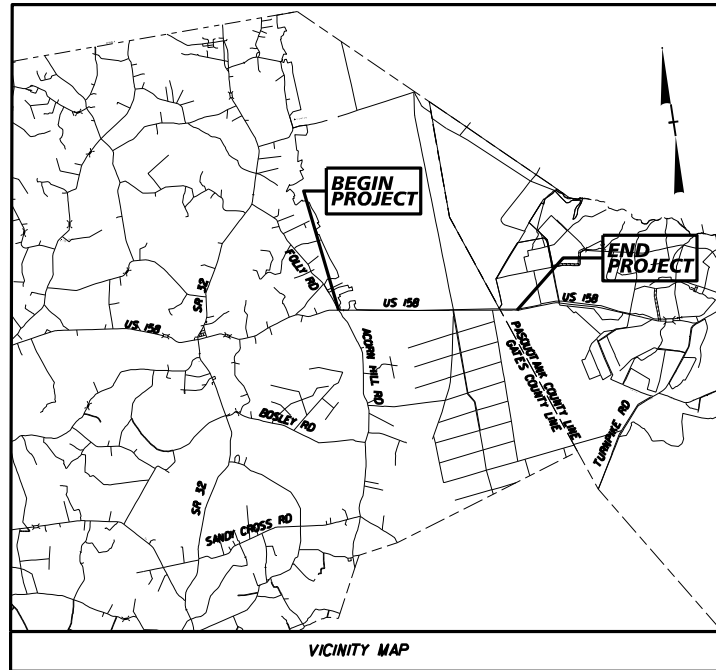 BEGIN
PROJECT
END
PROJECT
FOLLY RD
SR 32
US 158
US 158
US 158
ACORN HILL RD
PASQUOTANK COUNTY LINE
GATES COUNTY LINE
BOSLEY RD
TURNPIKE RD
SR 32
SANDY CROSS RD
VICINITY MAP